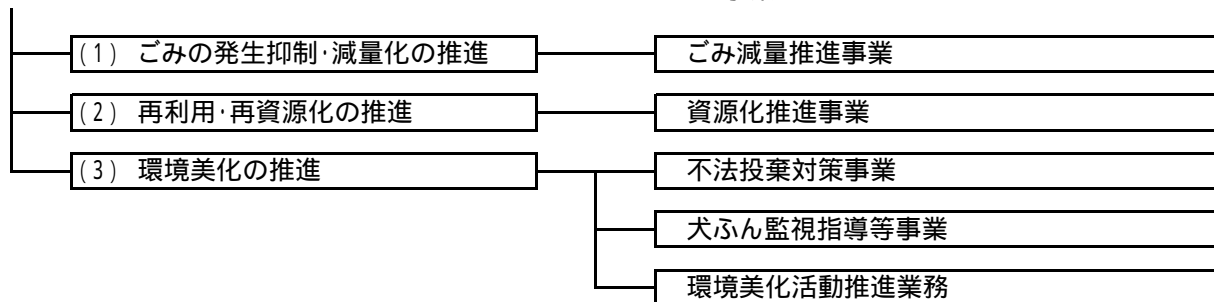 (1) ごみの発生抑制･減量化の推進
ごみ減量推進事業
(2) 再利用･再資源化の推進
資源化推進事業
(3) 環境美化の推進
不法投棄対策事業
犬ふん監視指導等事業
環境美化活動推進業務